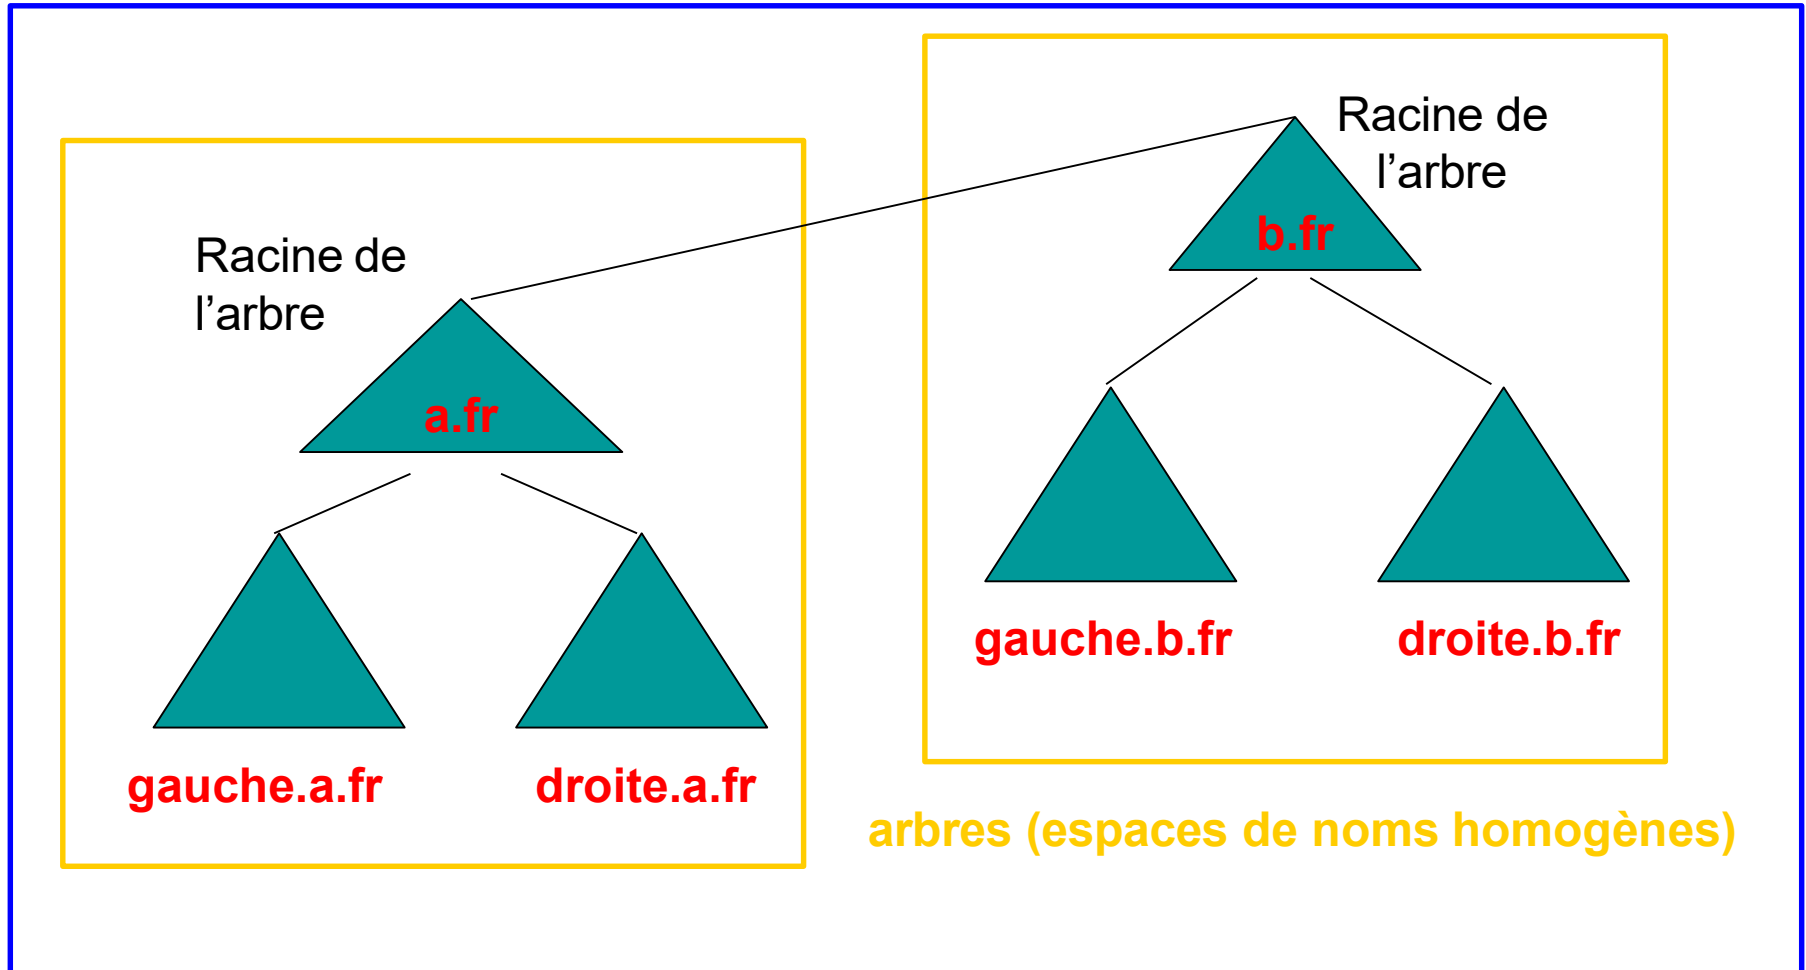 Racine de
l’arbre
a.fr
gauche.a.fr
droite.a.fr
Racine de
l’arbre
b.fr
gauche.b.fr
droite.b.fr
arbres (espaces de noms homogènes)